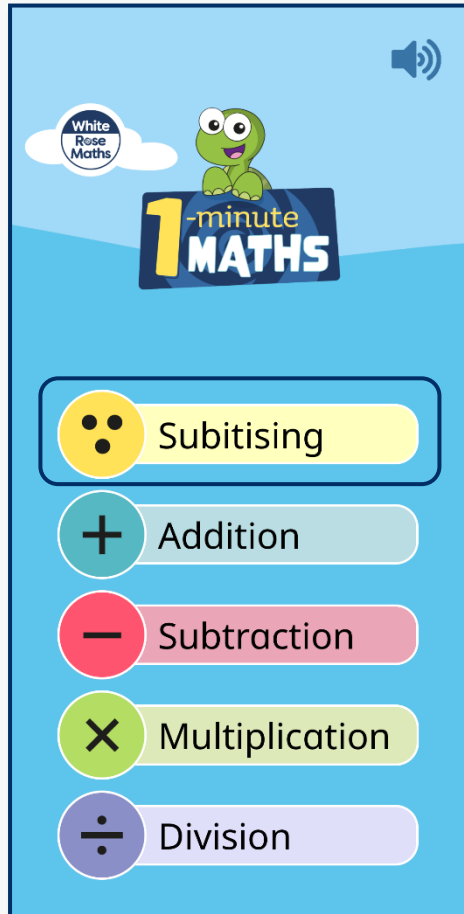 White
Rose
Maths
1-minute
MATHS
Subitising
+ Addition
− Subtraction
× Multiplication
÷ Division